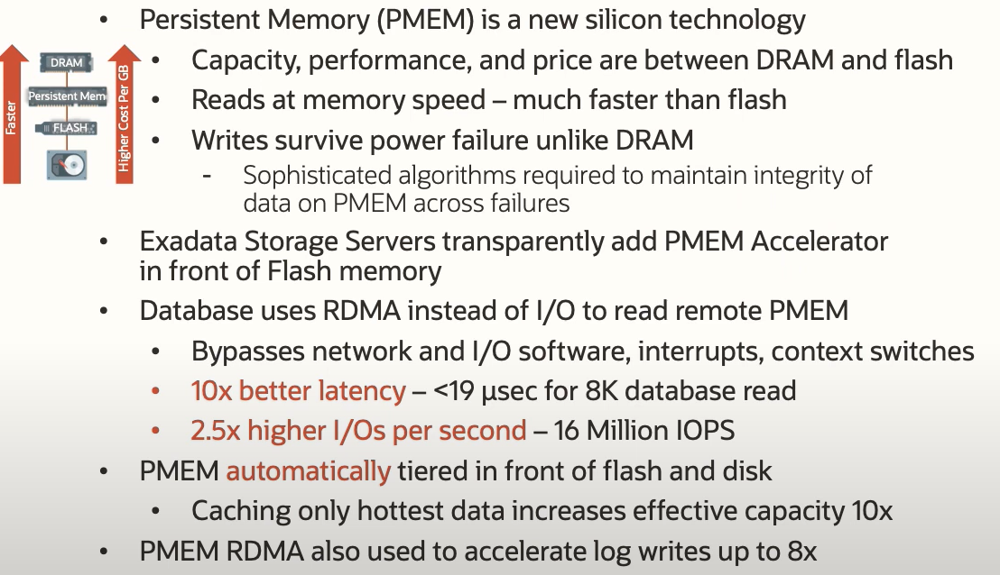 • Persistent Memory (PMEM) is a new silicon technology
• Capacity, performance, and price are between DRAM and flash
• Reads at memory speed – much faster than flash
• Writes survive power failure unlike DRAM
- Sophisticated algorithms required to maintain integrity of
data on PMEM across failures
• Exadata Storage Servers transparently add PMEM Accelerator
in front of Flash memory
• Database uses RDMA instead of I/O to read remote PMEM
• Bypasses network and I/O software, interrupts, context switches
• 10x better latency – <19 µsec for 8K database read
• 2.5x higher I/Os per second – 16 Million IOPS
• PMEM automatically tiered in front of flash and disk
• Caching only hottest data increases effective capacity 10x
• PMEM RDMA also used to accelerate log writes up to 8x
Faster
DRAM
Persistent Mem
FLASH
Higher Cost Per GB